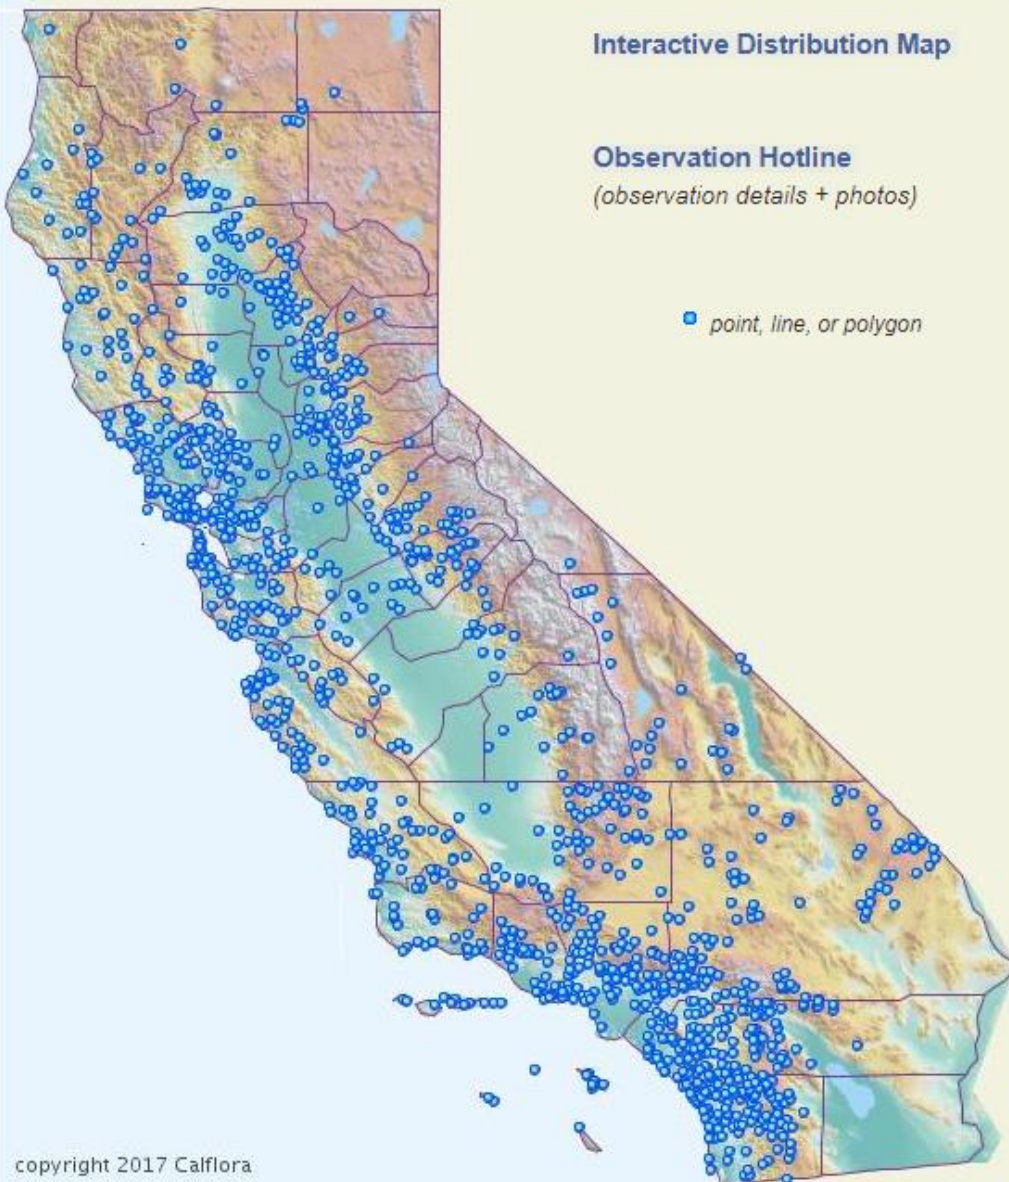 Interactive Distribution Map
Observation Hotline
(observation details + photos)
point, line, or polygon
copyright 2017 Calflora